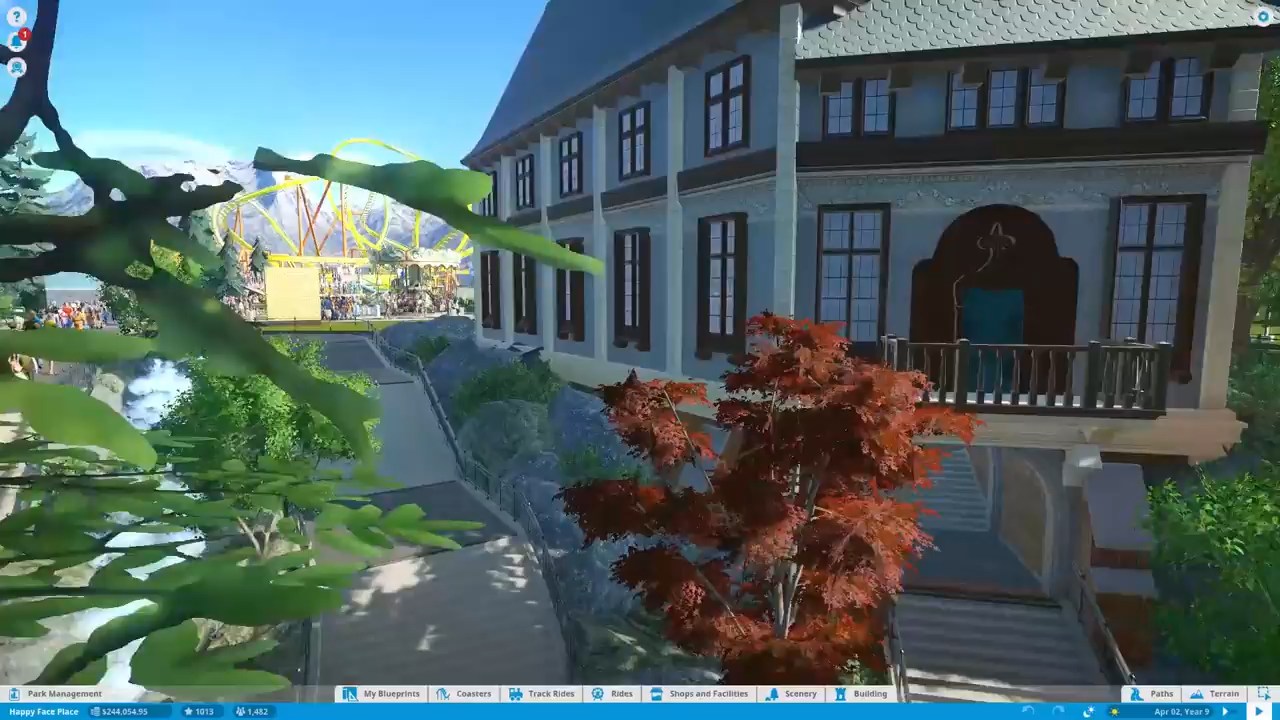 ?
1
Park Management
My Blueprints
Coasters
Track Rides
Rides
Shops and Facilities
Scenery
Building
Paths
Terrain
Happy Face Place
$244,054.95
1013
1,482
Apr 02, Year 9